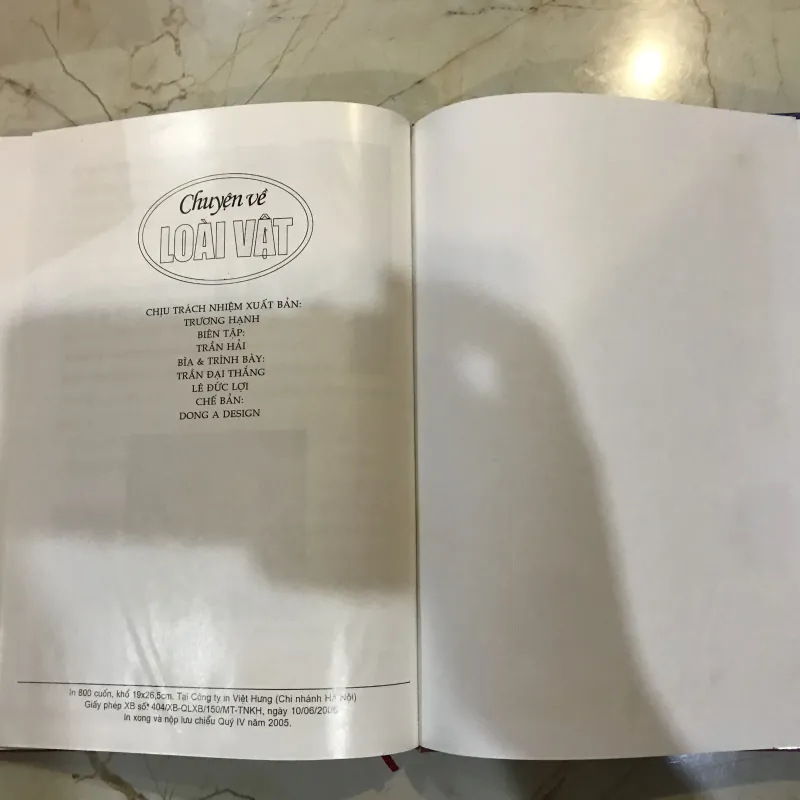 Chuyện về
LOÀI VẬT
CHỊU TRÁCH NHIỆM XUẤT BẢN:
TRƯƠNG HẠNH
BIÊN TẬP:
TRẦN HẢI
BÌA & TRÌNH BÀY:
TRẦN ĐẠI THẮNG
LÊ ĐỨC LỢI
CHẾ BẢN:
DONG A DESIGN
In 800 cuốn, khổ 19x26,5cm. Tại Công ty in Việt Hưng (Chi nhánh Hà Nội)
Giấy phép XB số* 404/XB-QLXB/150/MT-TNKH, ngày 10/06/2005
In xong và nộp lưu chiểu Quý IV năm 2005.